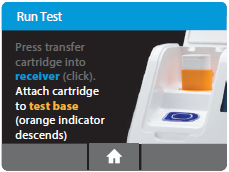 Run Test
Press transfer
cartridge into
receiver (click).
Attach cartridge
to test base
(orange indicator
descends)